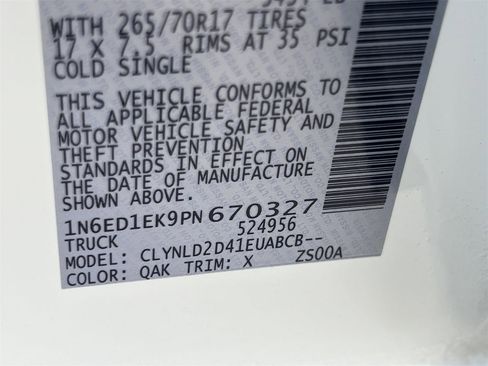 WITH 265/70R17 TIRES
17 X 7.5 RIMS AT 35 PSI
COLD SINGLE
THIS VEHICLE CONFORMS TO
ALL APPLICABLE FEDERAL
MOTOR VEHICLE SAFETY AND
THEFT PREVENTION
STANDARDS IN EFFECT ON
THE DATE OF MANUFACTURE
SHOWN ABOVE.
1N6ED1EK9PN 670327
TRUCK 524956
MODEL: CLYNLD2D41EUABCB--
COLOR: QAK TRIM: X ZS00A